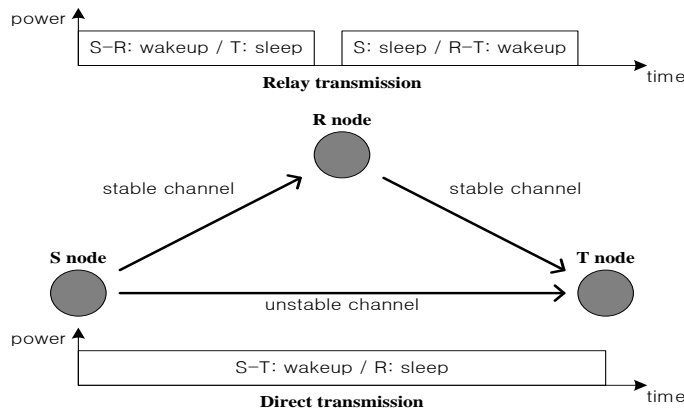 power
S-R: wakeup / T: sleep
S: sleep / R-T: wakeup
time
Relay transmission
R node
stable channel
stable channel
S node
T node
unstable channel
power
S-T: wakeup / R: sleep
time
Direct transmission